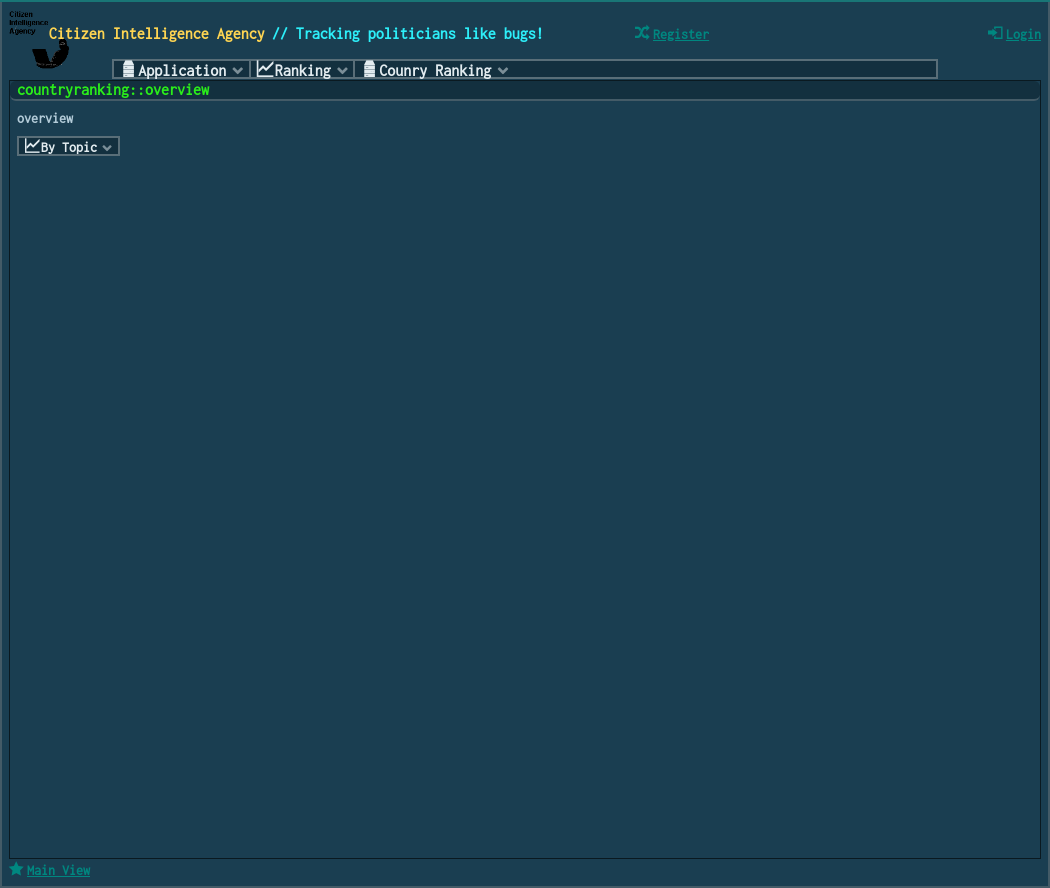 Citizen
Intelligence
Agency
Citizen Intelligence Agency // Tracking politicians like bugs!
Register
Login
Application
Ranking
Counry Ranking
countryranking::overview
overview
By Topic
Main View